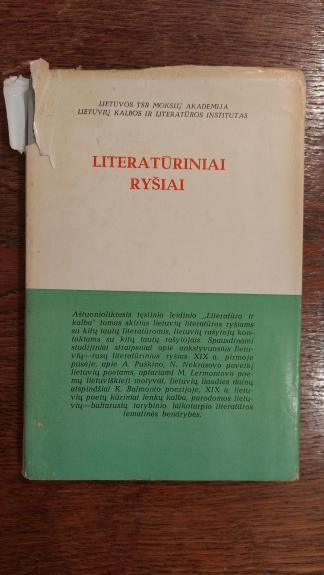 LIETUVOS TSR MOKSLŲ AKADEMIJA
LIETUVIŲ KALBOS IR LITERATŪROS INSTITUTAS
LITERATŪRINIAI
RYŠIAI
Aštuonioliktasis tęstinio leidinio „Literatūra ir
kalba" tomas skirtas lietuvių literatūros ryšiams
su kitų tautų literatūromis, lietuvių rašytojų kon-
taktams su kitų tautų rašytojais. Spausdinami
studijiniai straipsniai apie ankstyvuosius lietu-
vių—rusų literatūrinius ryšius XIX a. pirmoje
pusėje, apie A. Puškino, N. Nekrasovo poveikį
lietuvių poetams, aptariami M. Lermontovo poe-
mų lietuviškieji motyvai, lietuvių liaudies dainų
atspindžiai K. Balmonto poezijoje, XIX a. lie-
tuvių poetų kūriniai lenkų kalba, parodomos lietu-
vių—baltarusių tarybinio laikotarpio literatūros
tematinės bendrybės.